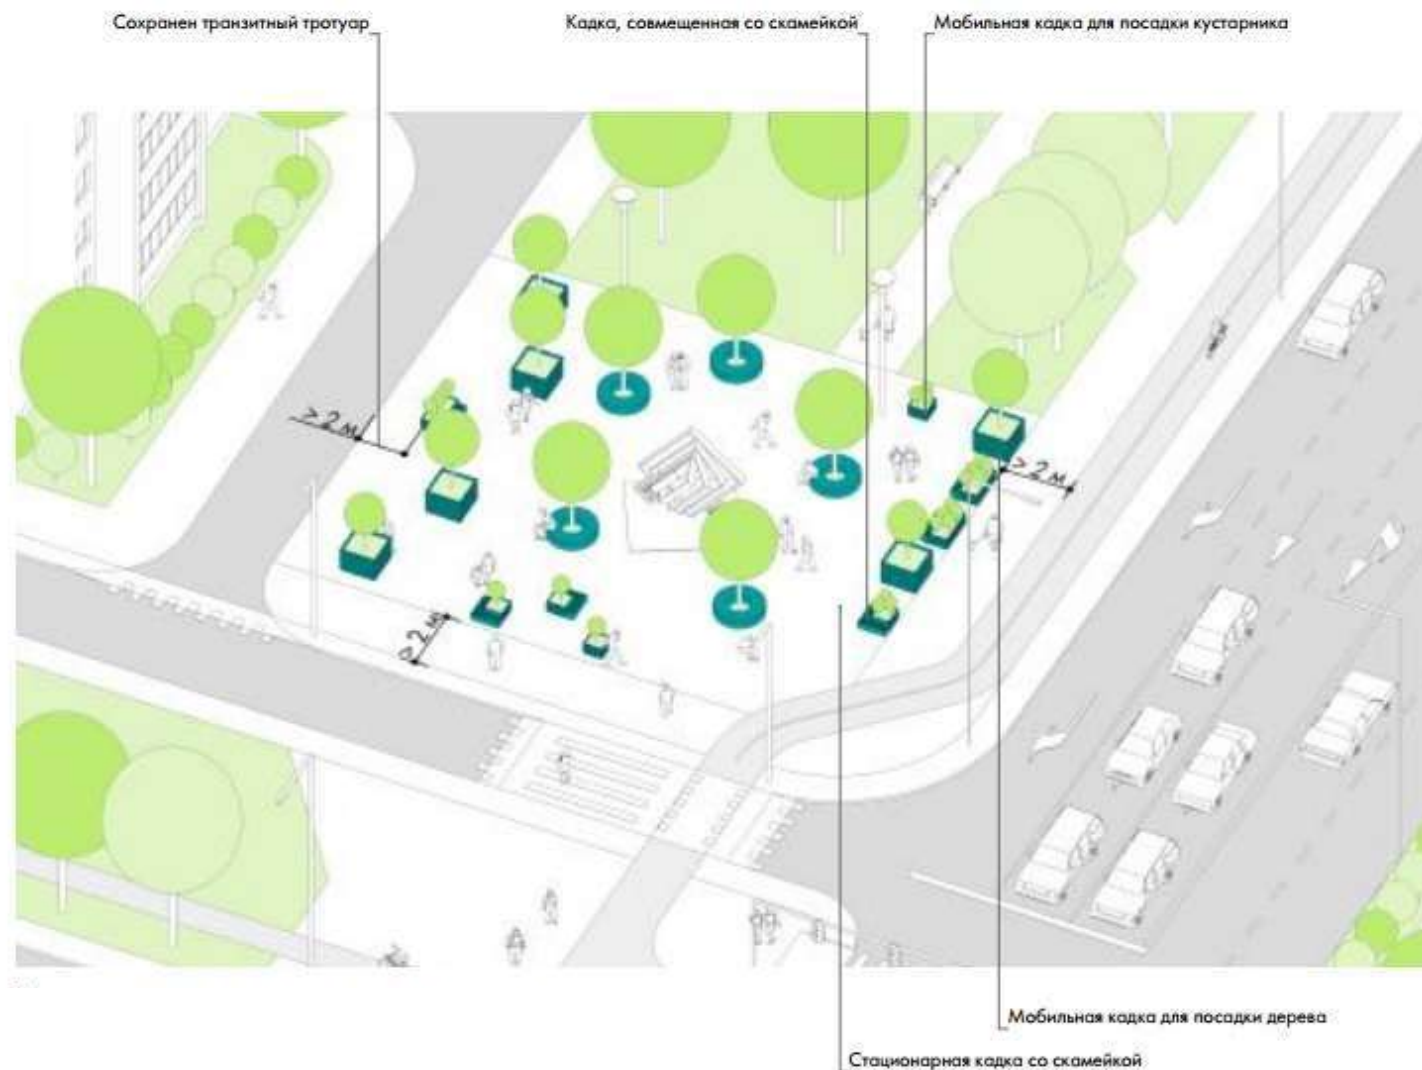 Сохранен транзитный тротуар
Кадка, совмещенная со скамейкой
Мобильная кадка для посадки кустарника
> 2 м
> 2 м
> 2 м
Мобильная кадка для посадки дерева
Стационарная кадка со скамейкой